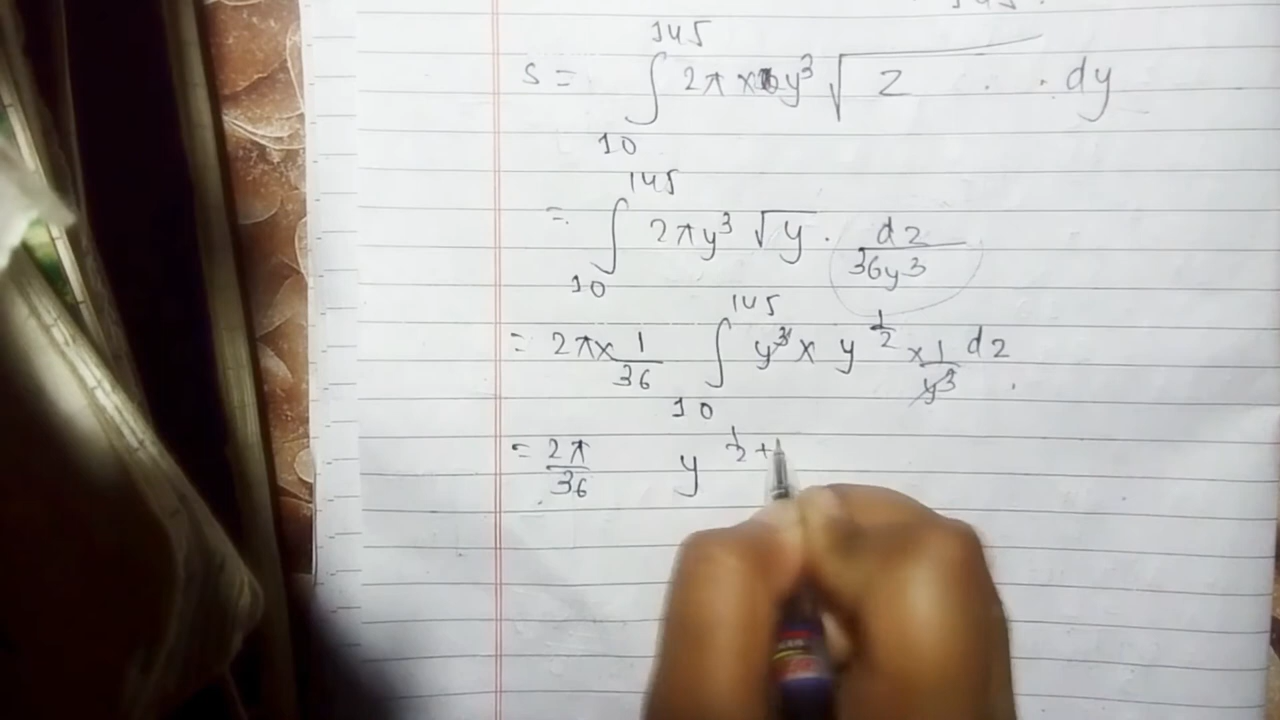 145
S = ∫ 2π x y³ √z . . dy
10
145
= ∫ 2πy³ √y . dz/36y³
10
145
= 2π x 1/36 ∫ y³ x y^1/2 x 1/y³ dz .
10
= 2π/36 y^1/2 +